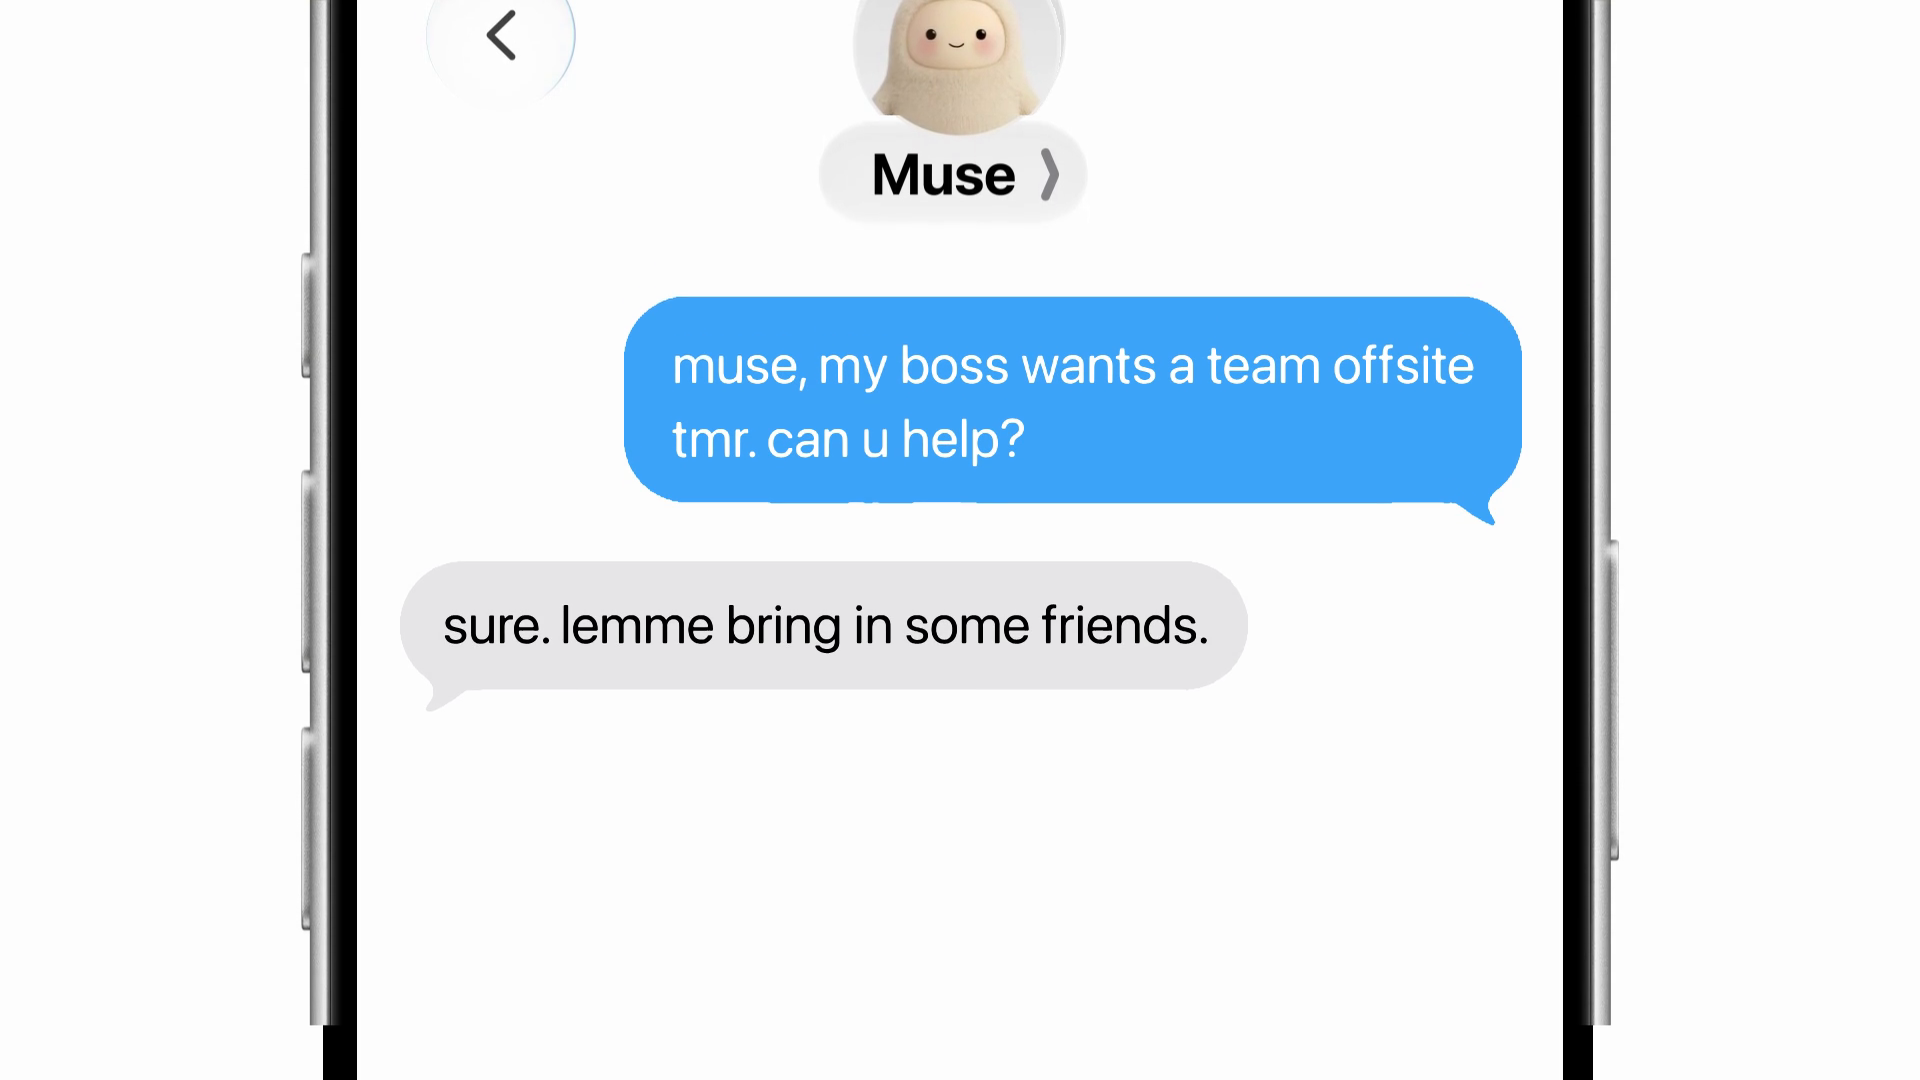 Muse
muse, my boss wants a team offsite
tmr. can u help?
sure. lemme bring in some friends.